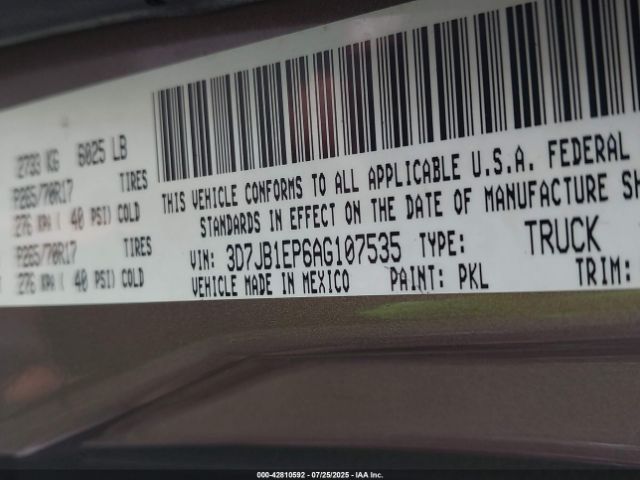 2733 KG 6025 LB
P265/70R17 TIRES
276 KPA ( 40 PSI) COLD
P265/70R17 TIRES
276 KPA ( 40 PSI) COLD
THIS VEHICLE CONFORMS TO ALL APPLICABLE U.S.A. FEDERAL
STANDARDS IN EFFECT ON THE DATE OF MANUFACTURE SH
VIN: 3D7JB1EP6AG107535 TYPE: TRUCK
VEHICLE MADE IN MEXICO PAINT: PKL TRIM:
000-42810592 - 07/25/2025 - IAA Inc.